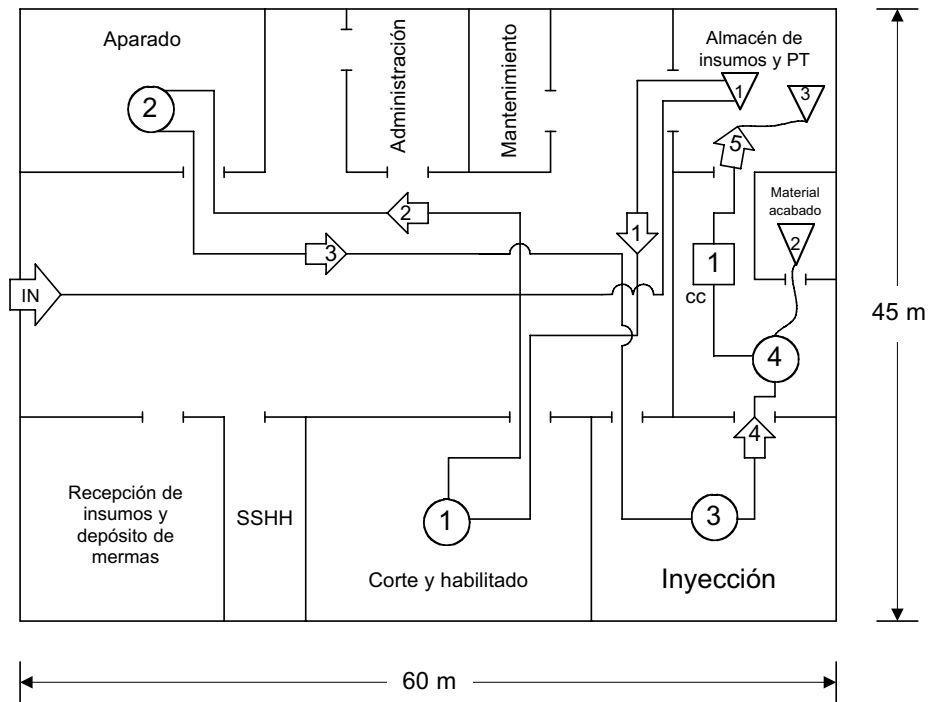 Aparado
2
Administración
Mantenimiento
Almacén de
insumos y PT
1
3
5
Material
acabado
2
2
1
3
1
cc
IN
4
45 m
4
Recepción de
insumos y
depósito de
mermas
SSHH
1
Corte y habilitado
3
Inyección
60 m